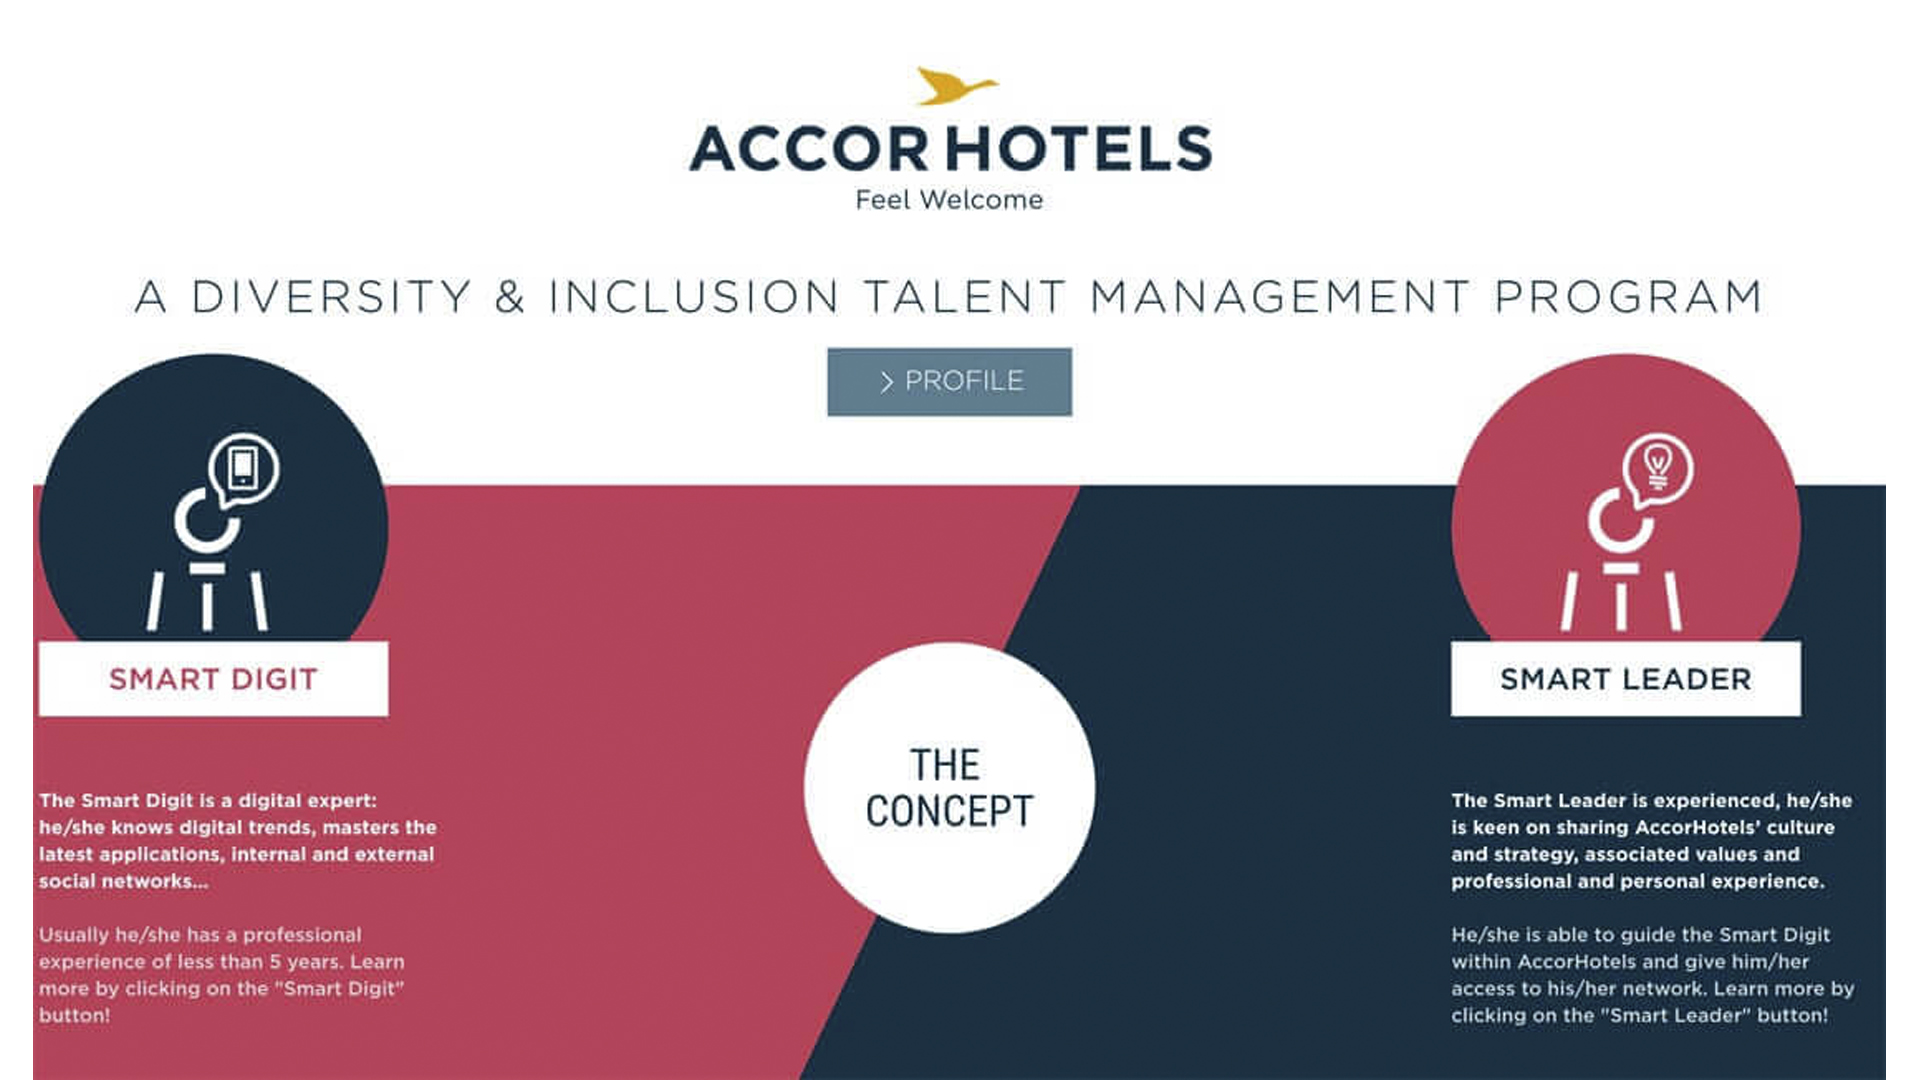 ACCORHOTELS
Feel Welcome
A DIVERSITY & INCLUSION TALENT MANAGEMENT PROGRAM
> PROFILE
SMART DIGIT
The Smart Digit is a digital expert:
he/she knows digital trends, masters the
latest applications, internal and external
social networks...
Usually he/she has a professional
experience of less than 5 years. Learn
more by clicking on the "Smart Digit"
button!
THE
CONCEPT
SMART LEADER
The Smart Leader is experienced, he/she
is keen on sharing AccorHotels’ culture
and strategy, associated values and
professional and personal experience.
He/she is able to guide the Smart Digit
within AccorHotels and give him/her
access to his/her network. Learn more by
clicking on the "Smart Leader" button!